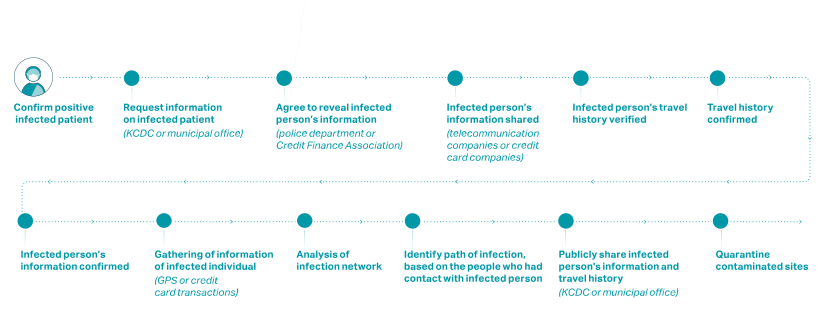 Confirm positive
infected patient
Request information
on infected patient
(KCDC or municipal office)
Agree to reveal infected
person's information
(police department or
Credit Finance Association)
Infected person's
information shared
(telecommunication
companies or credit
card companies)
Infected person's travel
history verified
Travel history
confirmed
Infected person's
information confirmed
Gathering of information
of infected individual
(GPS or credit
card transactions)
Analysis of
infection network
Identify path of infection,
based on the people who had
contact with infected person
Publicly share infected
person's information and
travel history
(KCDC or municipal office)
Quarantine
contaminated sites